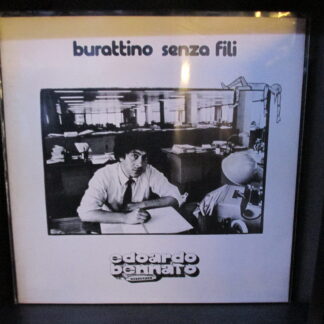 burattino senza fili
edoardo
bennato